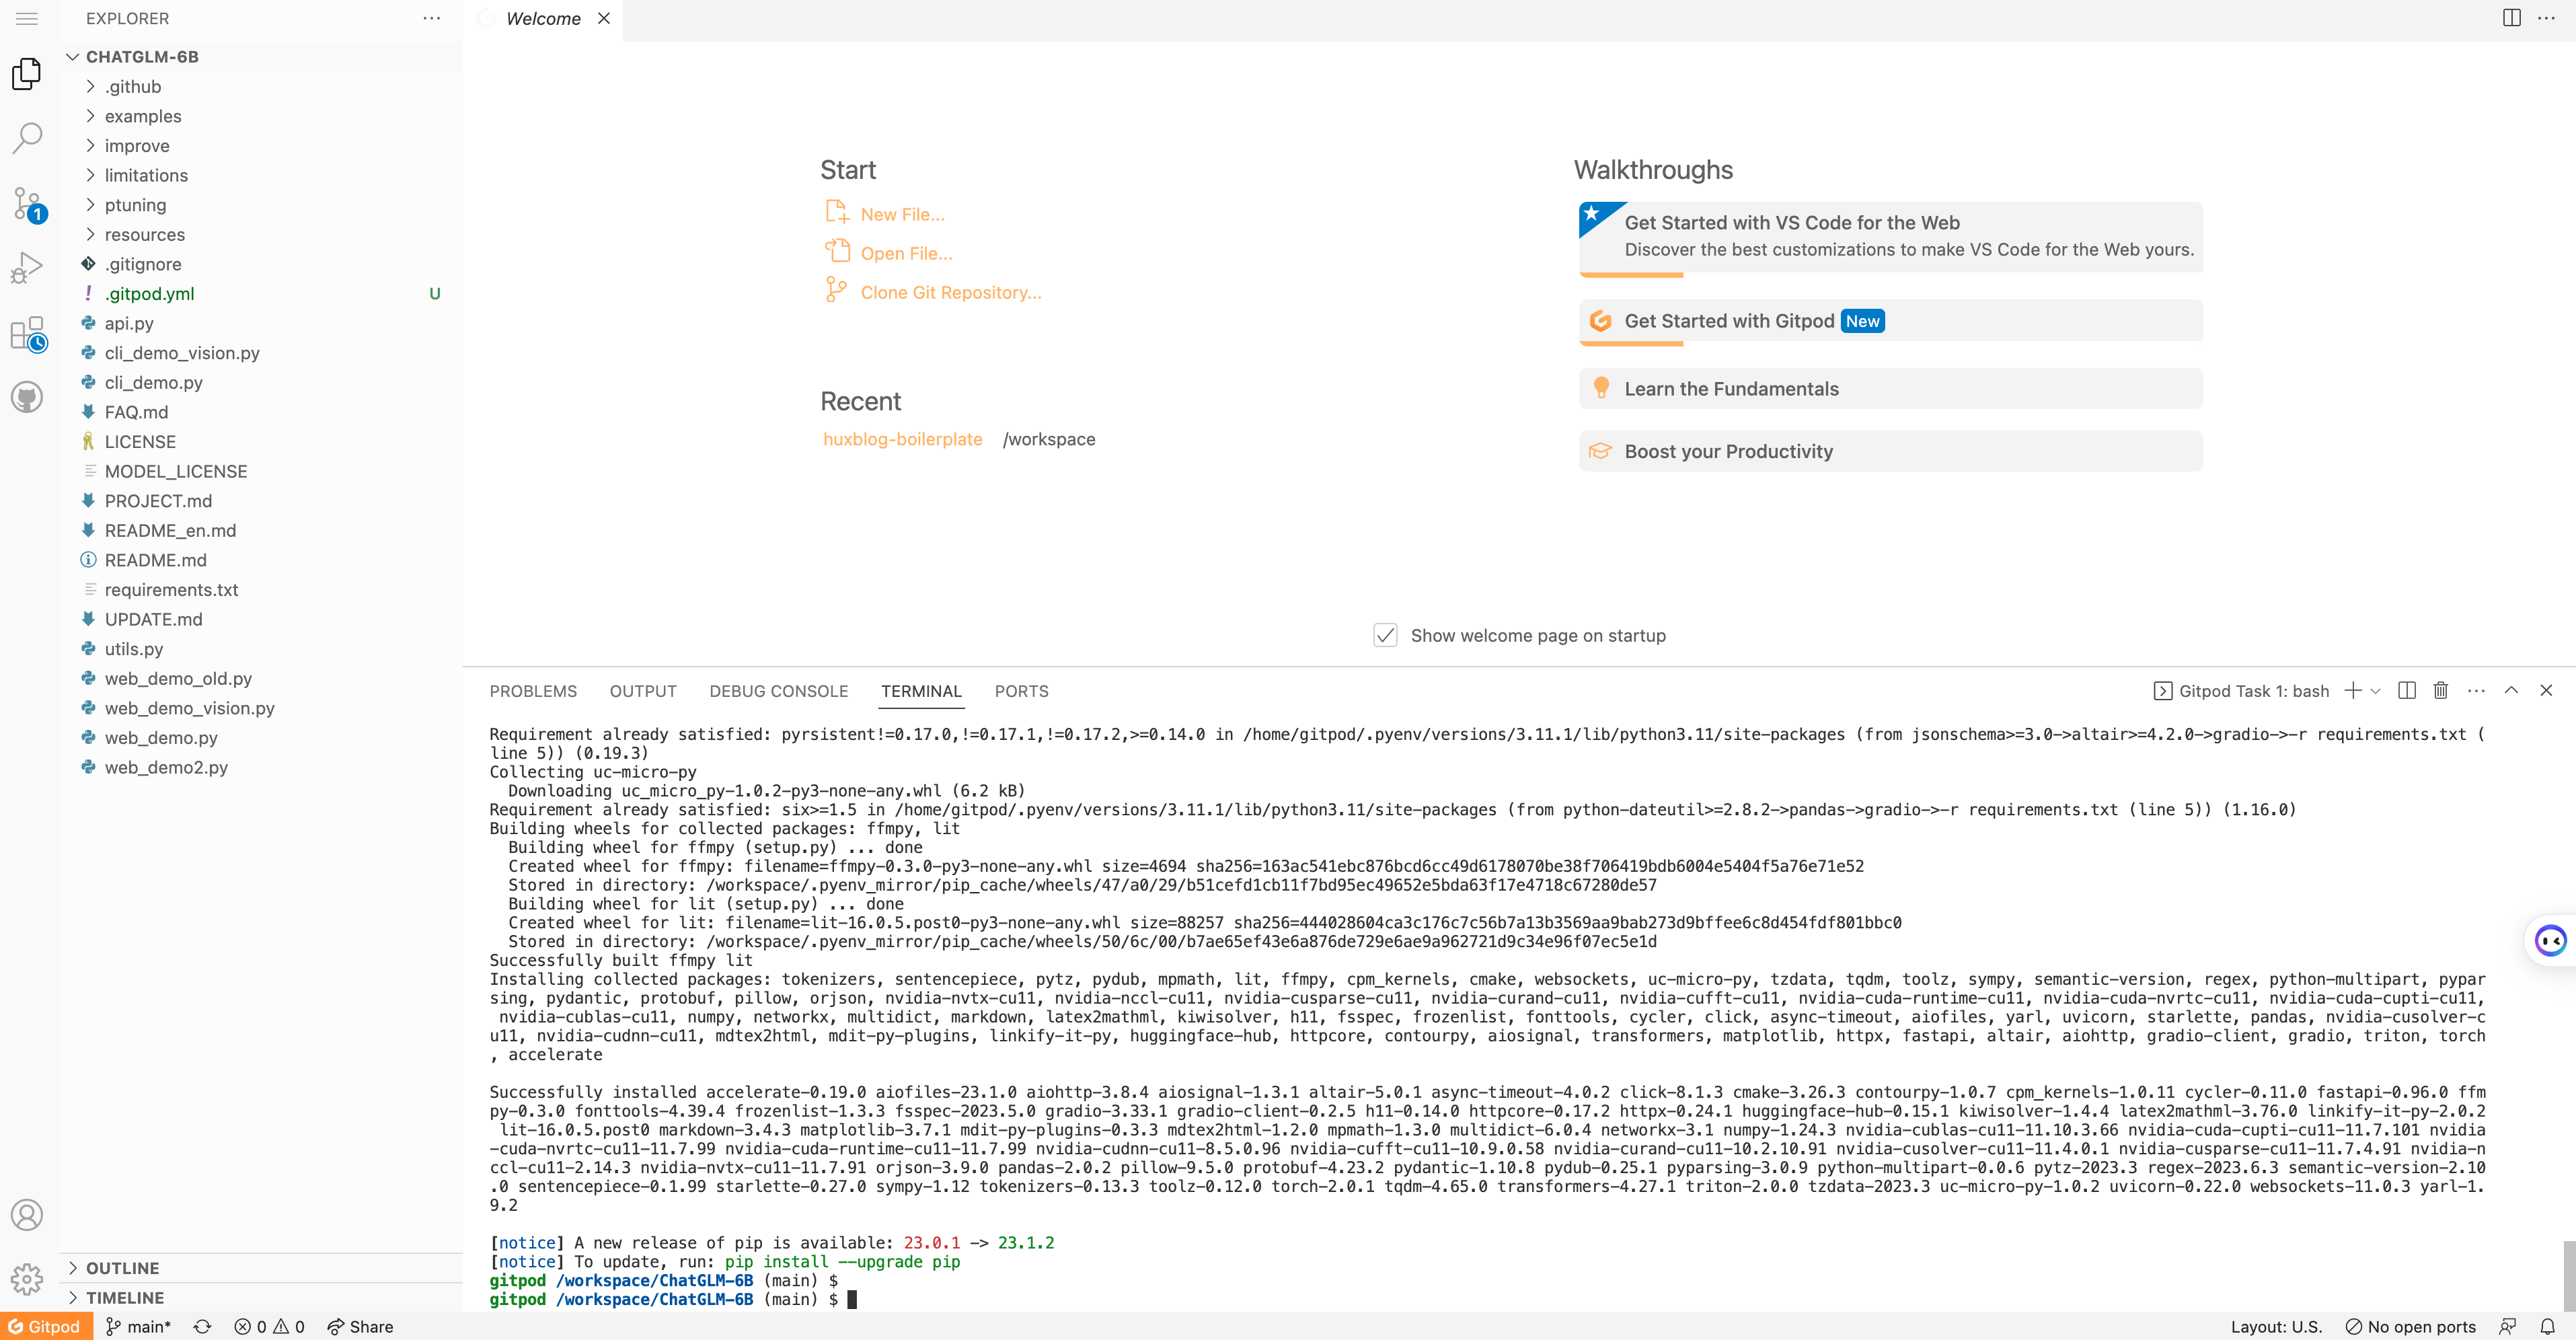 EXPLORER
Welcome
CHATGLM-6B
.github
examples
improve
limitations
ptuning
resources
.gitignore
.gitpod.yml U
api.py
cli_demo_vision.py
cli_demo.py
FAQ.md
LICENSE
MODEL_LICENSE
PROJECT.md
README_en.md
README.md
requirements.txt
UPDATE.md
utils.py
web_demo_old.py
web_demo_vision.py
web_demo.py
web_demo2.py
OUTLINE
TIMELINE
1
Start
New File...
Open File...
Clone Git Repository...
Recent
huxblog-boilerplate /workspace
Walkthroughs
Get Started with VS Code for the Web
Discover the best customizations to make VS Code for the Web yours.
Get Started with Gitpod New
Learn the Fundamentals
Boost your Productivity
Show welcome page on startup
PROBLEMS OUTPUT DEBUG CONSOLE TERMINAL PORTS
Gitpod Task 1: bash
Requirement already satisfied: pyrsistent!=0.17.0,!=0.17.1,!=0.17.2,>=0.14.0 in /home/gitpod/.pyenv/versions/3.11.1/lib/python3.11/site-packages (from jsonschema>=3.0->altair>=4.2.0->gradio->-r requirements.txt (
line 5)) (0.19.3)
Collecting uc-micro-py
Downloading uc_micro_py-1.0.2-py3-none-any.whl (6.2 kB)
Requirement already satisfied: six>=1.5 in /home/gitpod/.pyenv/versions/3.11.1/lib/python3.11/site-packages (from python-dateutil>=2.8.2->pandas->gradio->-r requirements.txt (line 5)) (1.16.0)
Building wheels for collected packages: ffmpy, lit
Building wheel for ffmpy (setup.py) ... done
Created wheel for ffmpy: filename=ffmpy-0.3.0-py3-none-any.whl size=4694 sha256=163ac541ebc876bcd6cc49d6178070be38f706419bdb6004e5404f5a76e71e52
Stored in directory: /workspace/.pyenv_mirror/pip_cache/wheels/47/a0/29/b51cefd1cb11f7bd95ec49652e5bda63f17e4718c67280de57
Building wheel for lit (setup.py) ... done
Created wheel for lit: filename=lit-16.0.5.post0-py3-none-any.whl size=88257 sha256=444028604ca3c176c7c56b7a13b3569aa9bab273d9bffee6c8d454fdf801bbc0
Stored in directory: /workspace/.pyenv_mirror/pip_cache/wheels/50/6c/00/b7ae65ef43e6a876de729e6ae9a962721d9c34e96f07ec5e1d
Successfully built ffmpy lit
Installing collected packages: tokenizers, sentencepiece, pytz, pydub, mpmath, lit, ffmpy, cpm_kernels, cmake, websockets, uc-micro-py, tzdata, tqdm, toolz, sympy, semantic-version, regex, python-multipart, pypar
sing, pydantic, protobuf, pillow, orjson, nvidia-nvtx-cu11, nvidia-nccl-cu11, nvidia-cusparse-cu11, nvidia-curand-cu11, nvidia-cufft-cu11, nvidia-cuda-runtime-cu11, nvidia-cuda-nvrtc-cu11, nvidia-cuda-cupti-cu11,
nvidia-cublas-cu11, numpy, networkx, multidict, markdown, latex2mathml, kiwisolver, h11, fsspec, frozenlist, fonttools, cycler, click, async-timeout, aiofiles, yarl, uvicorn, starlette, pandas, nvidia-cusolver-c
u11, nvidia-cudnn-cu11, mdtex2html, mdit-py-plugins, linkify-it-py, huggingface-hub, httpcore, contourpy, aiosignal, transformers, matplotlib, httpx, fastapi, altair, aiohttp, gradio-client, gradio, triton, torch
, accelerate
Successfully installed accelerate-0.19.0 aiofiles-23.1.0 aiohttp-3.8.4 aiosignal-1.3.1 altair-5.0.1 async-timeout-4.0.2 click-8.1.3 cmake-3.26.3 contourpy-1.0.7 cpm_kernels-1.0.11 cycler-0.11.0 fastapi-0.96.0 ffm
py-0.3.0 fonttools-4.39.4 frozenlist-1.3.3 fsspec-2023.5.0 gradio-3.33.1 gradio-client-0.2.5 h11-0.14.0 httpcore-0.17.2 httpx-0.24.1 huggingface-hub-0.15.1 kiwisolver-1.4.4 latex2mathml-3.76.0 linkify-it-py-2.0.2
lit-16.0.5.post0 markdown-3.4.3 matplotlib-3.7.1 mdit-py-plugins-0.3.3 mdtex2html-1.2.0 mpmath-1.3.0 multidict-6.0.4 networkx-3.1 numpy-1.24.3 nvidia-cublas-cu11-11.10.3.66 nvidia-cuda-cupti-cu11-11.7.101 nvidia
-cuda-nvrtc-cu11-11.7.99 nvidia-cuda-runtime-cu11-11.7.99 nvidia-cudnn-cu11-8.5.0.96 nvidia-cufft-cu11-10.9.0.58 nvidia-curand-cu11-10.2.10.91 nvidia-cusolver-cu11-11.4.0.1 nvidia-cusparse-cu11-11.7.4.91 nvidia-n
ccl-cu11-2.14.3 nvidia-nvtx-cu11-11.7.91 orjson-3.9.0 pandas-2.0.2 pillow-9.5.0 protobuf-4.23.2 pydantic-1.10.8 pydub-0.25.1 pyparsing-3.0.9 python-multipart-0.0.6 pytz-2023.3 regex-2023.6.3 semantic-version-2.10
.0 sentencepiece-0.1.99 starlette-0.27.0 sympy-1.12 tokenizers-0.13.3 toolz-0.12.0 torch-2.0.1 tqdm-4.65.0 transformers-4.27.1 triton-2.0.0 tzdata-2023.3 uc-micro-py-1.0.2 uvicorn-0.22.0 websockets-11.0.3 yarl-1.
9.2
[notice] A new release of pip is available: 23.0.1 -> 23.1.2
[notice] To update, run: pip install --upgrade pip
gitpod /workspace/ChatGLM-6B (main) $
gitpod /workspace/ChatGLM-6B (main) $
Gitpod main* 0 0 Share Layout: U.S. No open ports